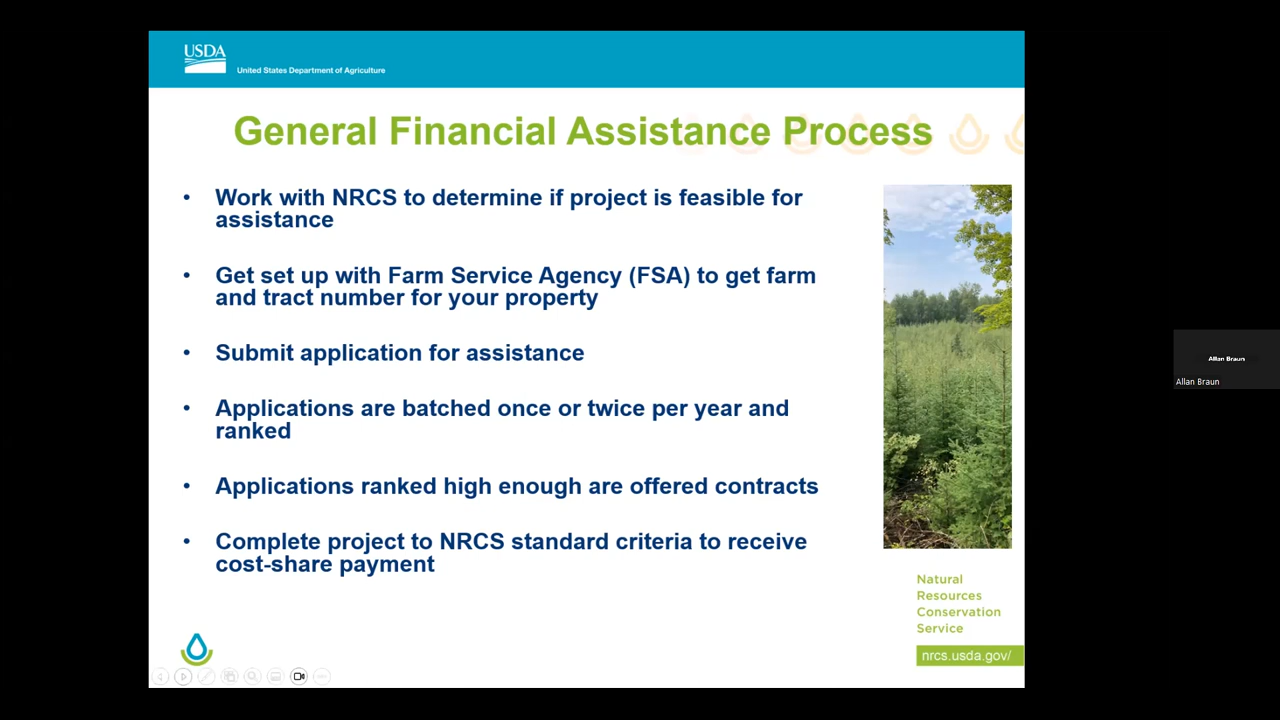 USDA
United States Department of Agriculture
General Financial Assistance Process
• Work with NRCS to determine if project is feasible for
assistance
• Get set up with Farm Service Agency (FSA) to get farm
and tract number for your property
• Submit application for assistance
• Applications are batched once or twice per year and
ranked
• Applications ranked high enough are offered contracts
• Complete project to NRCS standard criteria to receive
cost-share payment
Natural
Resources
Conservation
Service
nrcs.usda.gov/
Allan Braun
Allan Braun